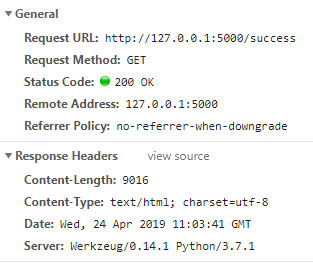 General
Request URL: http://127.0.0.1:5000/success
Request Method: GET
Status Code: 200 OK
Remote Address: 127.0.0.1:5000
Referrer Policy: no-referrer-when-downgrade
Response Headers view source
Content-Length: 9016
Content-Type: text/html; charset=utf-8
Date: Wed, 24 Apr 2019 11:03:41 GMT
Server: Werkzeug/0.14.1 Python/3.7.1